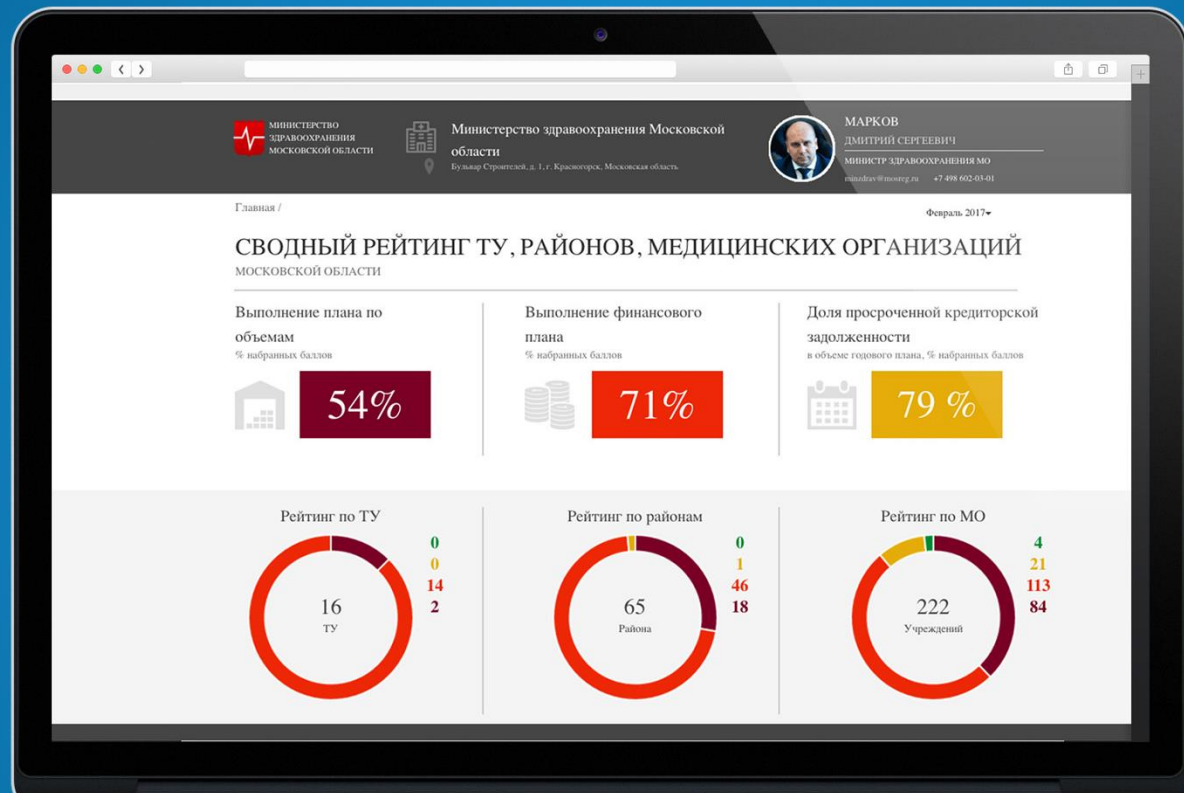 МИНИСТЕРСТВО
ЗДРАВООХРАНЕНИЯ
МОСКОВСКОЙ ОБЛАСТИ
Министерство здравоохранения Московской
области
Бульвар Строителей, д. 1, г. Красногорск, Московская область
МАРКОВ
ДМИТРИЙ СЕРГЕЕВИЧ
МИНИСТР ЗДРАВООХРАНЕНИЯ МО
minzdrav@mosreg.ru +7 498 602-03-01
Главная /
Февраль 2017
СВОДНЫЙ РЕЙТИНГ ТУ, РАЙОНОВ, МЕДИЦИНСКИХ ОРГАНИЗАЦИЙ
МОСКОВСКОЙ ОБЛАСТИ
Выполнение плана по
объемам
% набранных баллов
54%
Выполнение финансового
плана
% набранных баллов
71%
Доля просроченной кредиторской
задолженности
в объеме годового плана, % набранных баллов
79 %
Рейтинг по ТУ
0
0
14
2
16
ТУ
Рейтинг по районам
0
1
46
18
65
Района
Рейтинг по МО
4
21
113
84
222
Учреждений